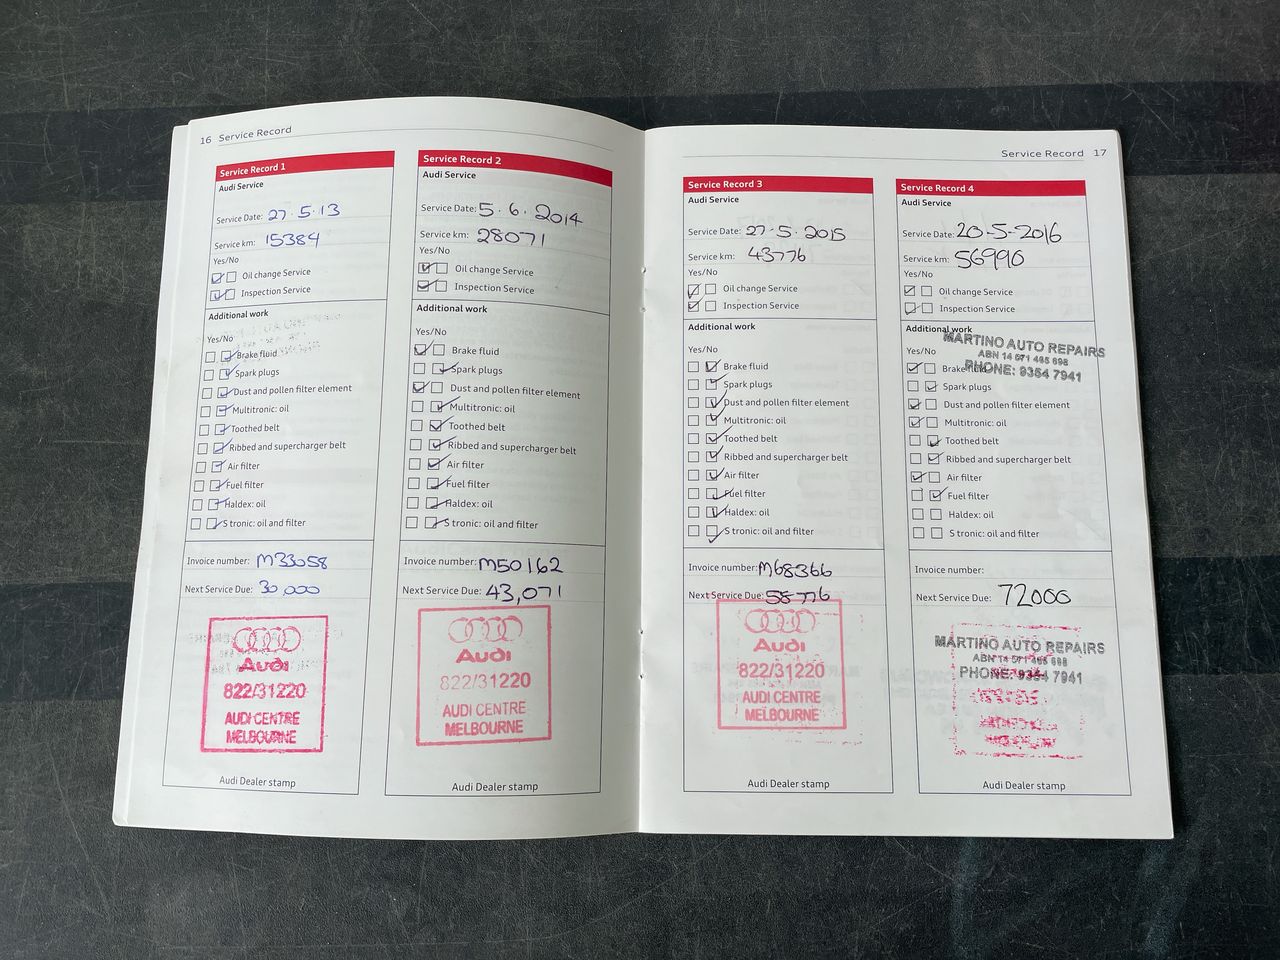 16 Service Record
Service Record 1
Audi Service
Service Date: 27.5.13
Service km: 15384
Yes/No
Oil change Service
Inspection Service
Additional work
Yes/No
Brake fluid
Spark plugs
Dust and pollen filter element
Multitronic: oil
Toothed belt
Ribbed and supercharger belt
Air filter
Fuel filter
Haldex: oil
S tronic: oil and filter
Invoice number: M33058
Next Service Due: 30,000
Audi
822/31220
AUDI CENTRE
MELBOURNE
Audi Dealer stamp
Service Record 2
Audi Service
Service Date: 5.6.2014
Service km: 28071
Yes/No
Oil change Service
Inspection Service
Additional work
Yes/No
Brake fluid
Spark plugs
Dust and pollen filter element
Multitronic: oil
Toothed belt
Ribbed and supercharger belt
Air filter
Fuel filter
Haldex: oil
S tronic: oil and filter
Invoice number: M50162
Next Service Due: 43,071
Audi
822/31220
AUDI CENTRE
MELBOURNE
Audi Dealer stamp
Service Record 17
Service Record 3
Audi Service
Service Date: 27.5.2015
Service km: 43776
Yes/No
Oil change Service
Inspection Service
Additional work
Yes/No
Brake fluid
Spark plugs
Dust and pollen filter element
Multitronic: oil
Toothed belt
Ribbed and supercharger belt
Air filter
Fuel filter
Haldex: oil
S tronic: oil and filter
Invoice number: M68366
Next Service Due: 58776
Audi
822/31220
AUDI CENTRE
MELBOURNE
Audi Dealer stamp
Service Record 4
Audi Service
Service Date: 20-5-2016
Service km: 56990
Yes/No
Oil change Service
Inspection Service
Additional work
MARTINO AUTO REPAIRS
ABN 14 071 465 698
PHONE: 9354 7941
Yes/No
Brake fluid
Spark plugs
Dust and pollen filter element
Multitronic: oil
Toothed belt
Ribbed and supercharger belt
Air filter
Fuel filter
Haldex: oil
S tronic: oil and filter
Invoice number:
Next Service Due: 72000
MARTINO AUTO REPAIRS
PHONE: 9354 7941
Audi Dealer stamp